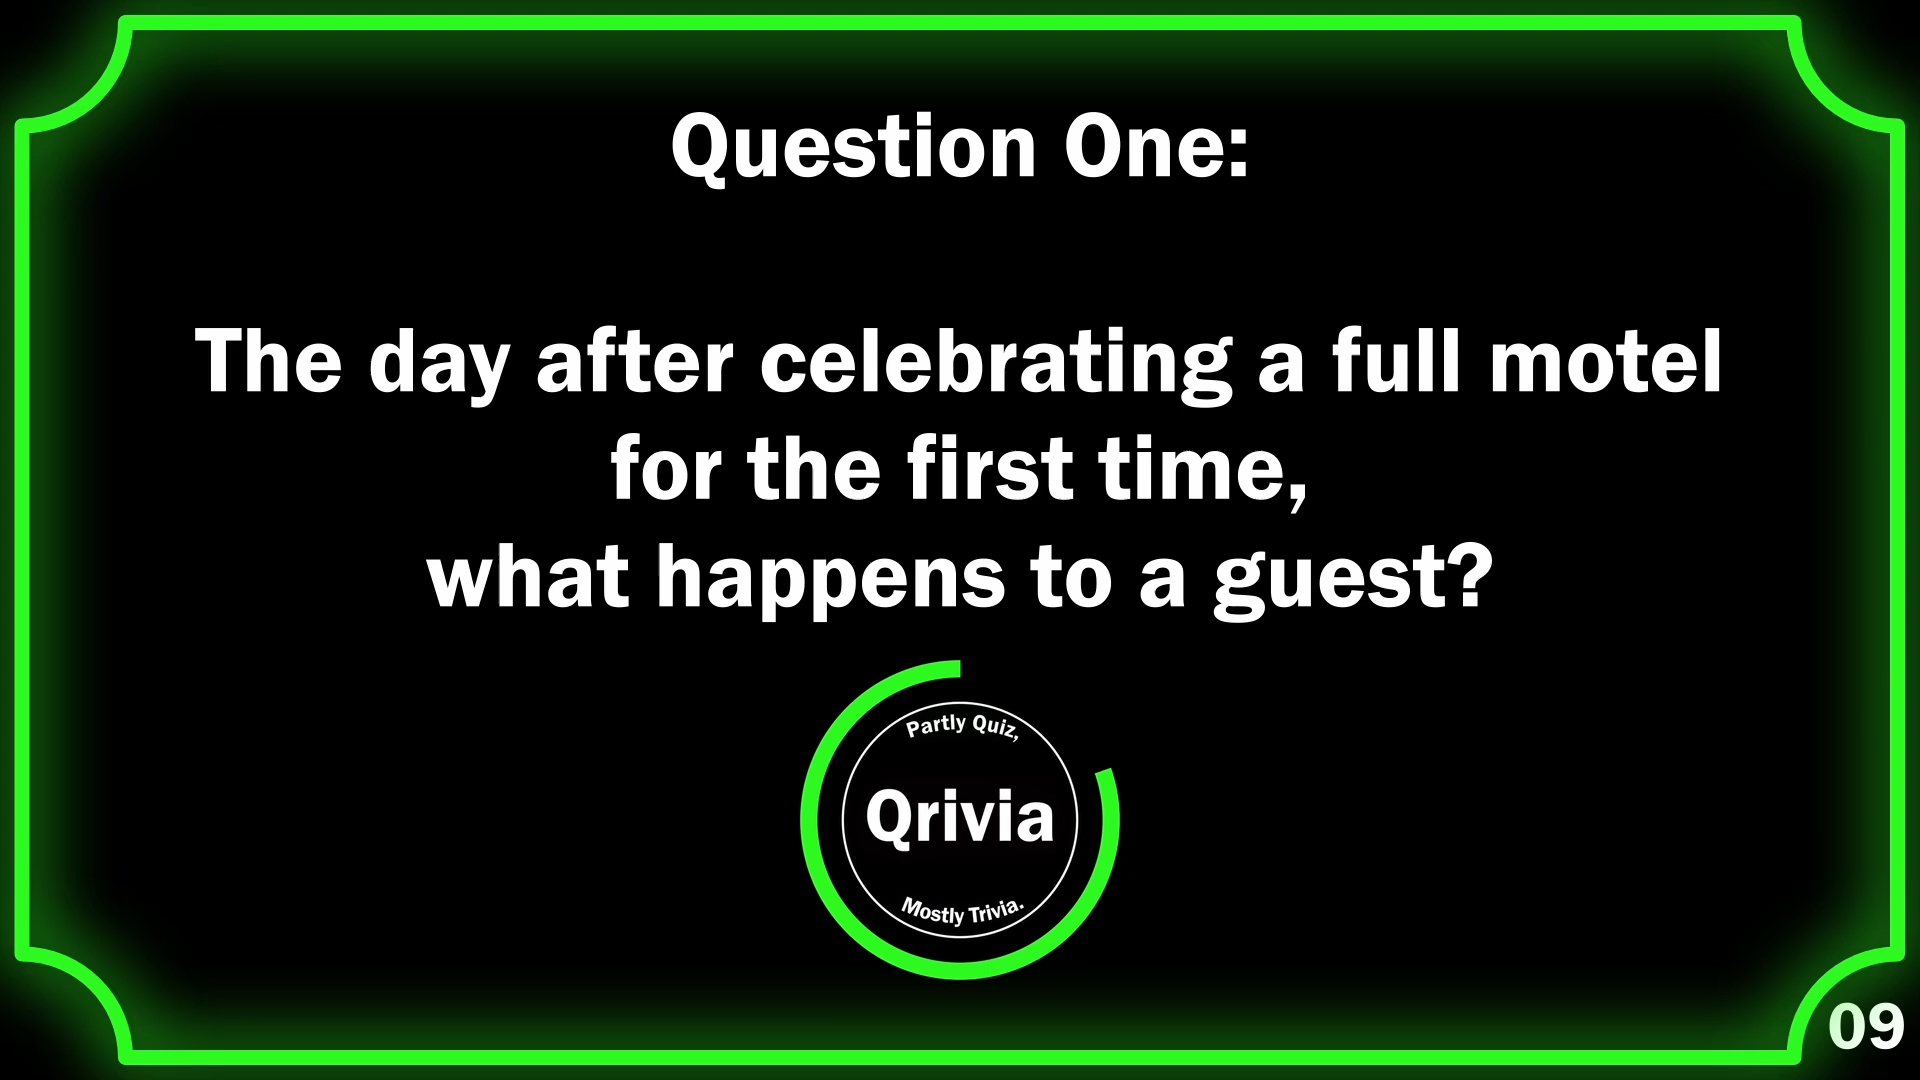 Question One:
The day after celebrating a full motel
for the first time,
what happens to a guest?
Partly Quiz,
Qrivia
Mostly Trivia.
09